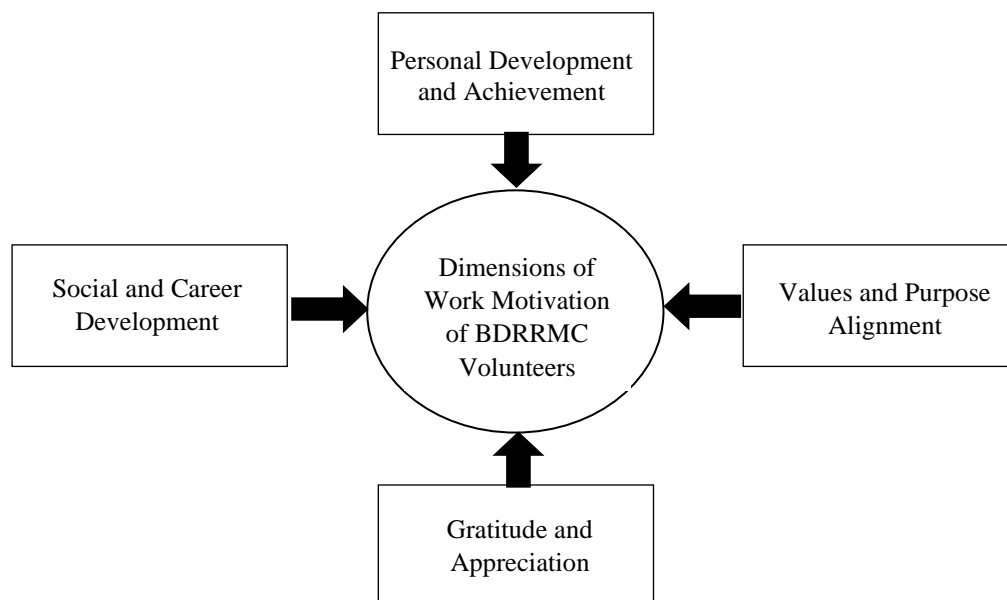 Personal Development
and Achievement
Social and Career
Development
Dimensions of
Work Motivation
of BDRRMC
Volunteers
Values and Purpose
Alignment
Gratitude and
Appreciation